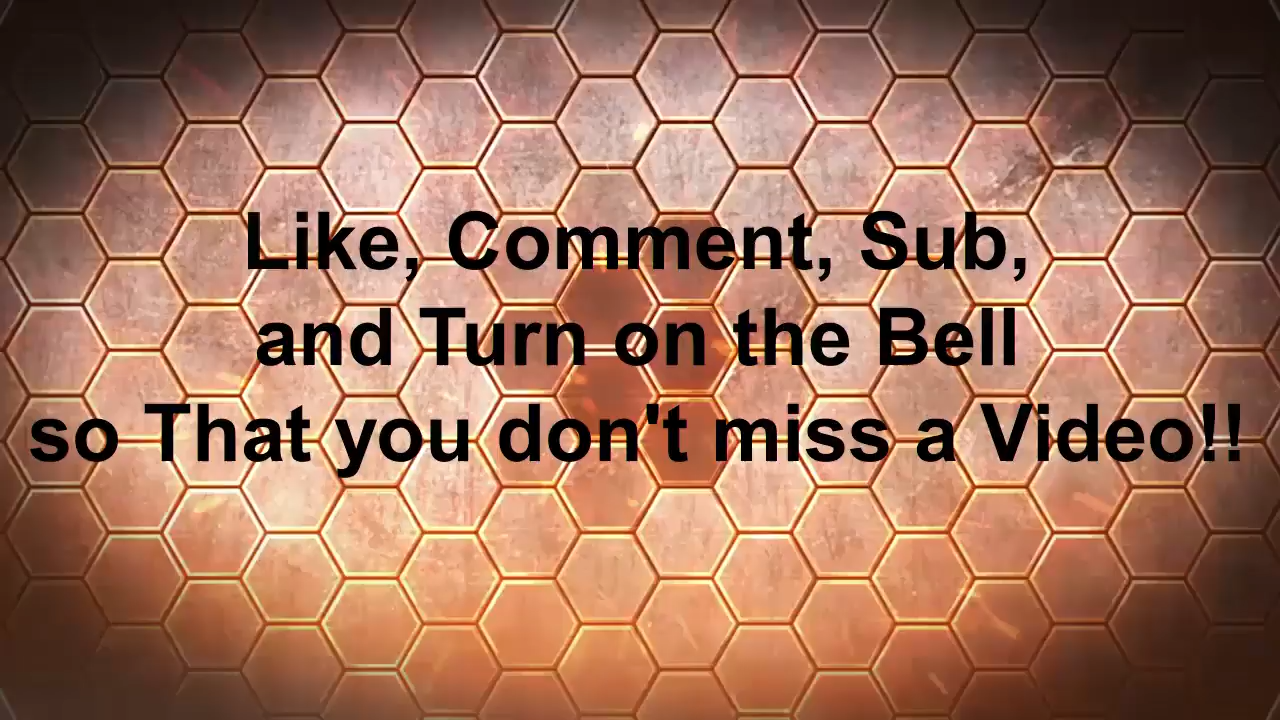 Like, Comment, Sub,
and Turn on the Bell
so That you don't miss a Video!!